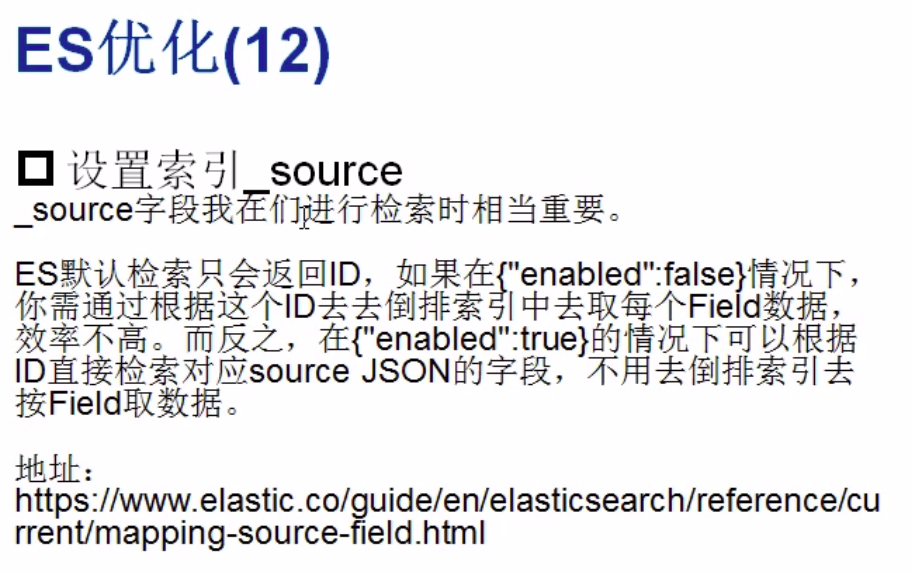 ES优化(12)
设置索引_source
_source字段我在们进行检索时相当重要。
ES默认检索只会返回ID，如果在{"enabled":false}情况下，
你需通过根据这个ID去去倒排索引中去取每个Field数据，
效率不高。而反之，在{"enabled":true}的情况下可以根据
ID直接检索对应source JSON的字段，不用去倒排索引去
按Field取数据。
地址：
https://www.elastic.co/guide/en/elasticsearch/reference/cu
rrent/mapping-source-field.html